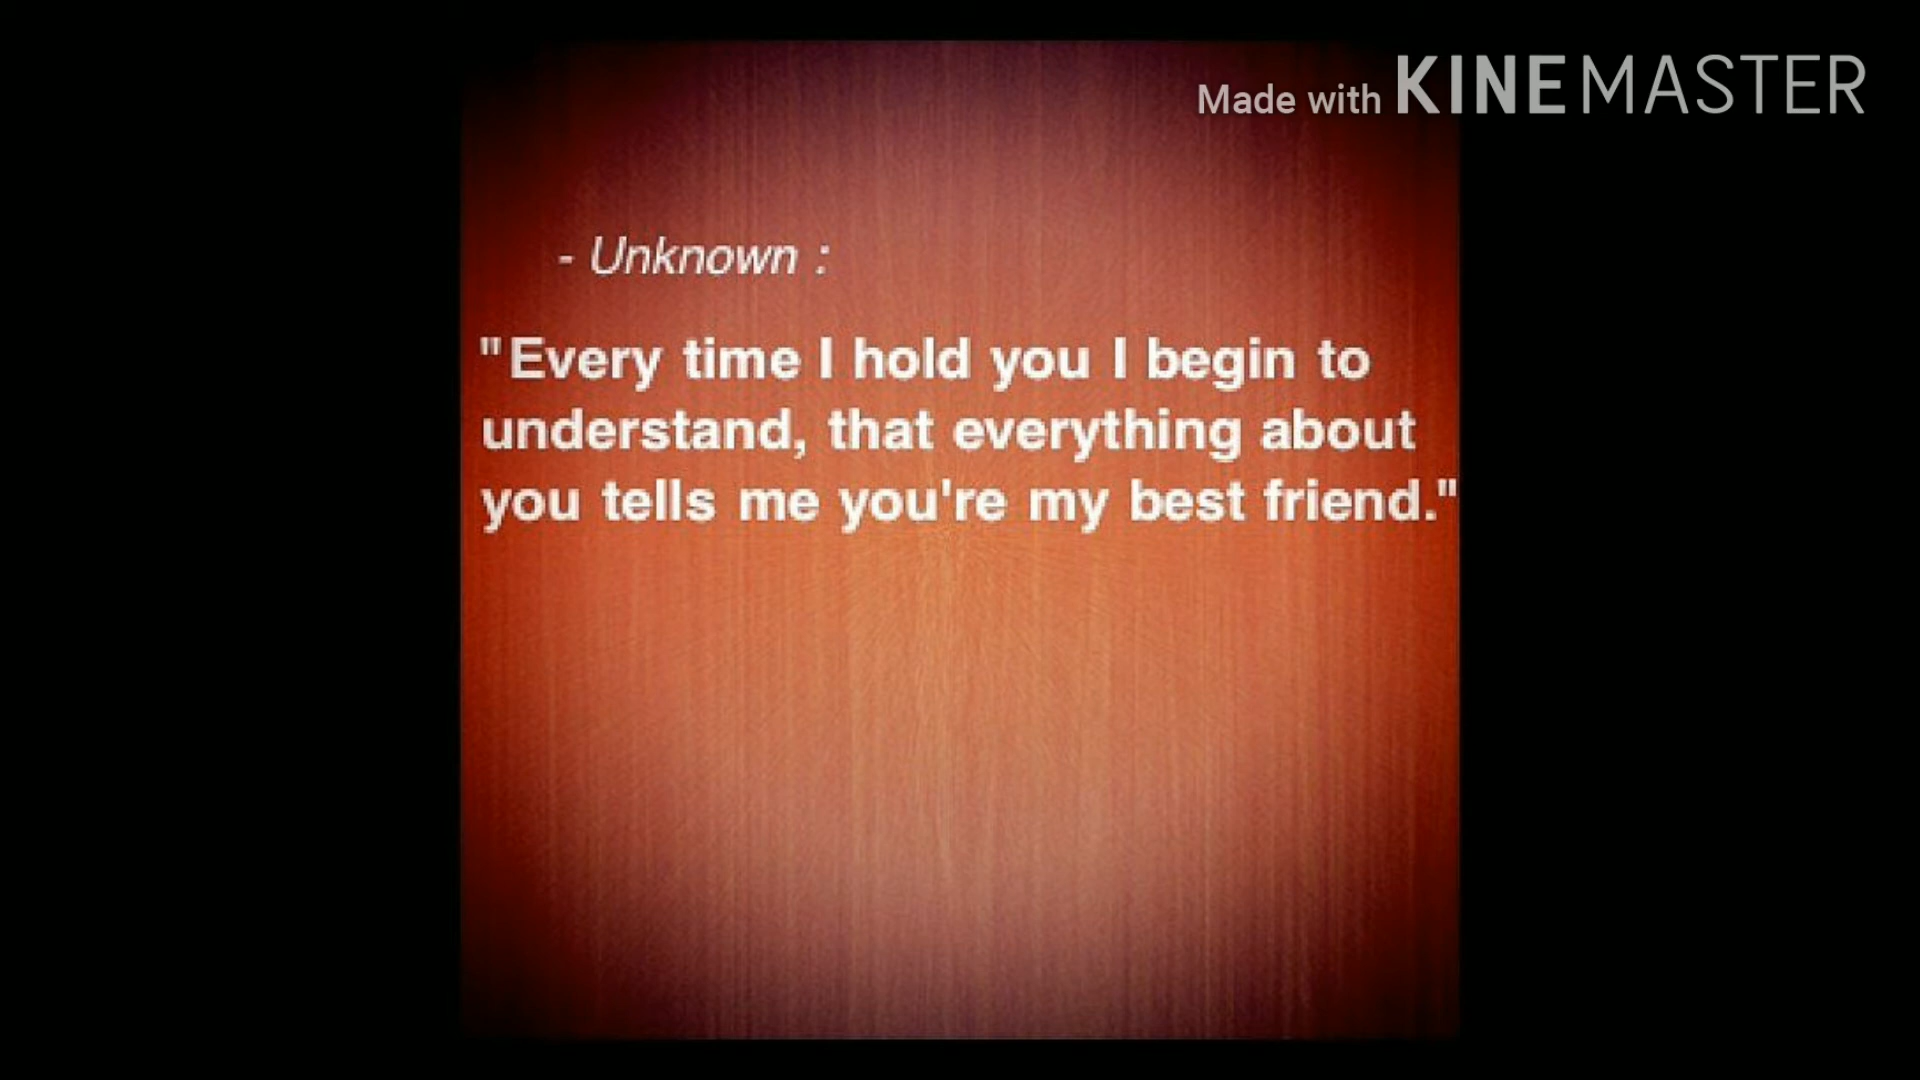 Made with KINEMASTER
- Unknown :
"Every time I hold you I begin to
understand, that everything about
you tells me you're my best friend."